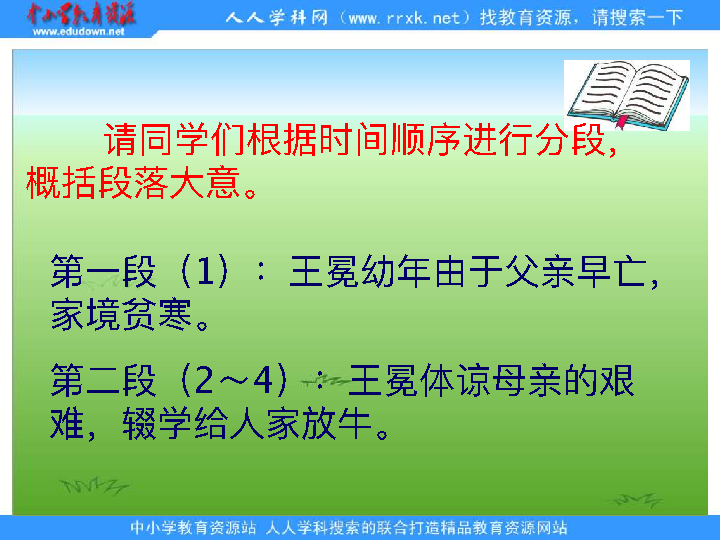 中小学教育资源
www.edudown.net
人人学科网（www.rrxk.net）找教育资源，请搜索一下
请同学们根据时间顺序进行分段，
概括段落大意。
第一段（1）：王冕幼年由于父亲早亡，
家境贫寒。
第二段（2～4）：王冕体谅母亲的艰
难，辍学给人家放牛。
中小学教育资源站 人人学科搜索的联合打造精品教育资源网站